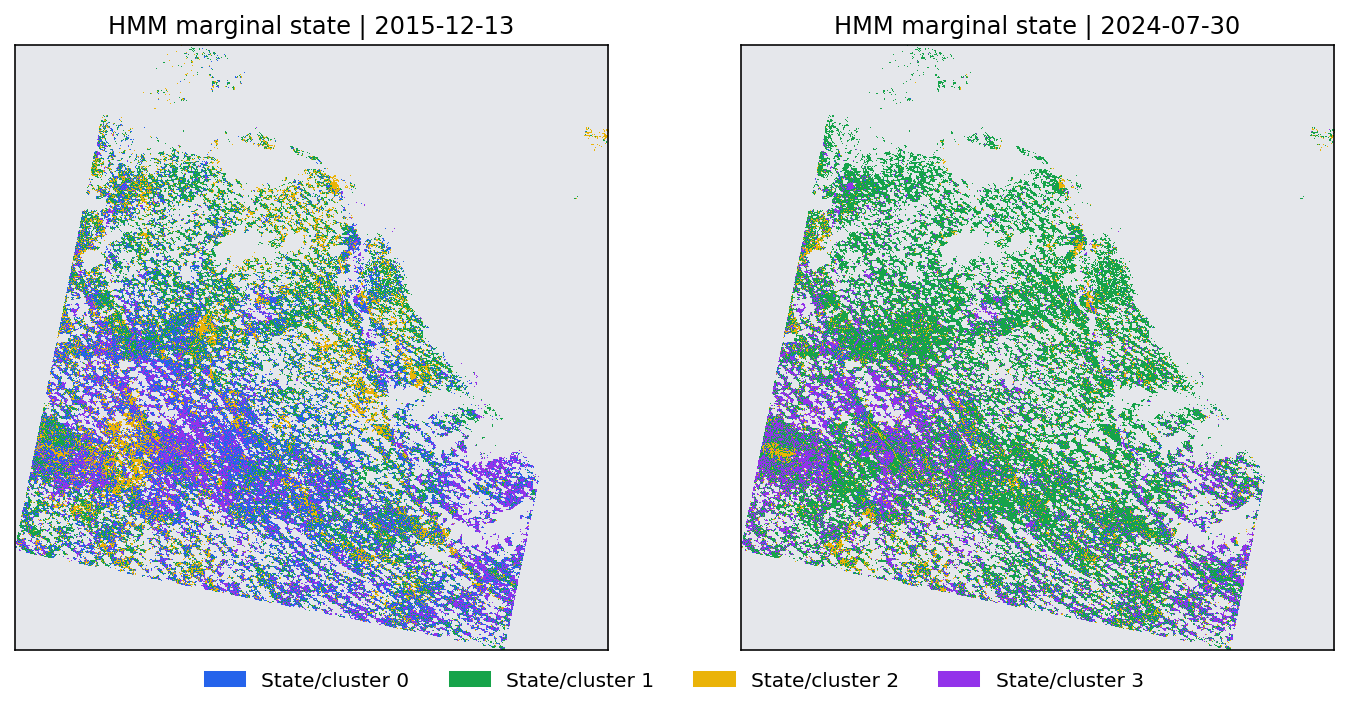 HMM marginal state | 2015-12-13
HMM marginal state | 2024-07-30
State/cluster 0
State/cluster 1
State/cluster 2
State/cluster 3